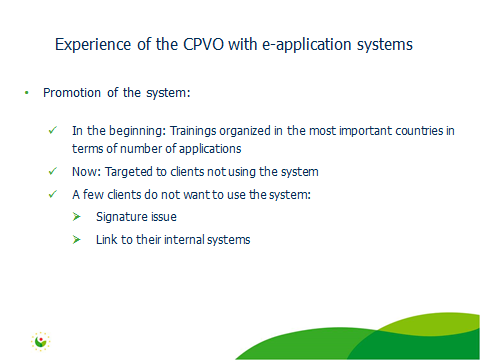 Experience of the CPVO with e-application systems
• Promotion of the system:
✓ In the beginning: Trainings organized in the most important countries in
terms of number of applications
✓ Now: Targeted to clients not using the system
✓ A few clients do not want to use the system:
➢ Signature issue
➢ Link to their internal systems